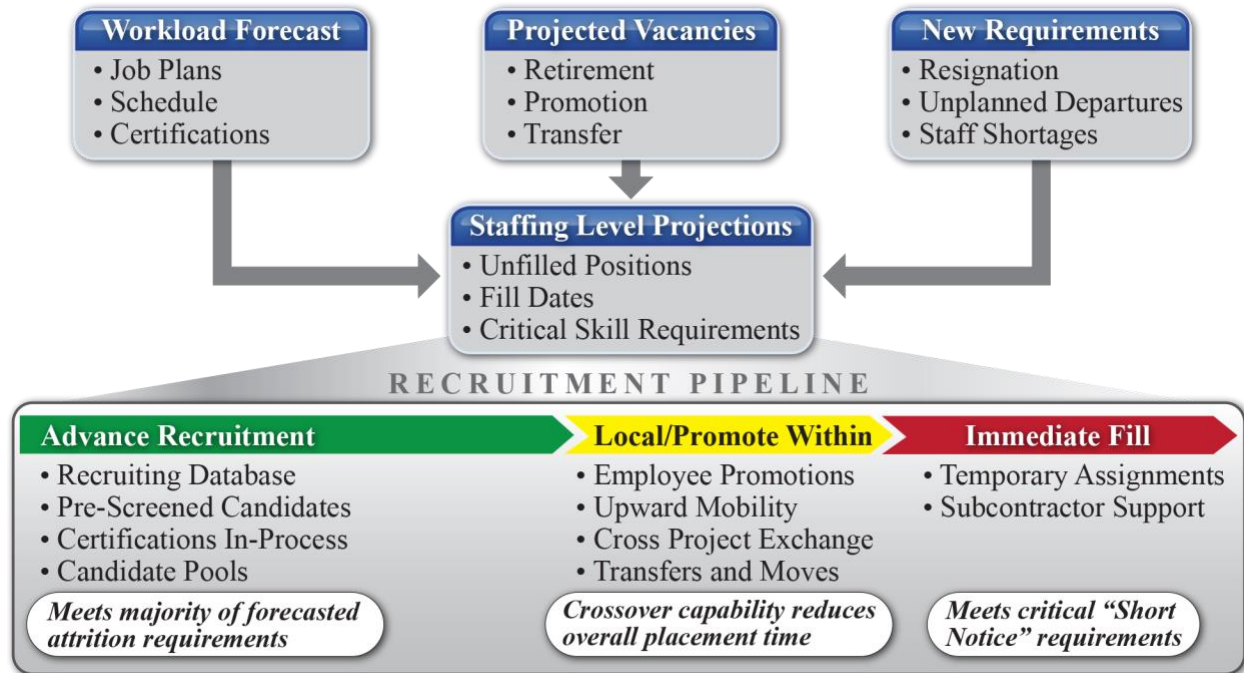 Workload Forecast
• Job Plans
• Schedule
• Certifications
Projected Vacancies
• Retirement
• Promotion
• Transfer
New Requirements
• Resignation
• Unplanned Departures
• Staff Shortages
Staffing Level Projections
• Unfilled Positions
• Fill Dates
• Critical Skill Requirements
RECRUITMENT PIPELINE
Advance Recruitment
• Recruiting Database
• Pre-Screened Candidates
• Certifications In-Process
• Candidate Pools
Meets majority of forecasted
attrition requirements
Local/Promote Within
• Employee Promotions
• Upward Mobility
• Cross Project Exchange
• Transfers and Moves
Crossover capability reduces
overall placement time
Immediate Fill
• Temporary Assignments
• Subcontractor Support
Meets critical “Short
Notice” requirements